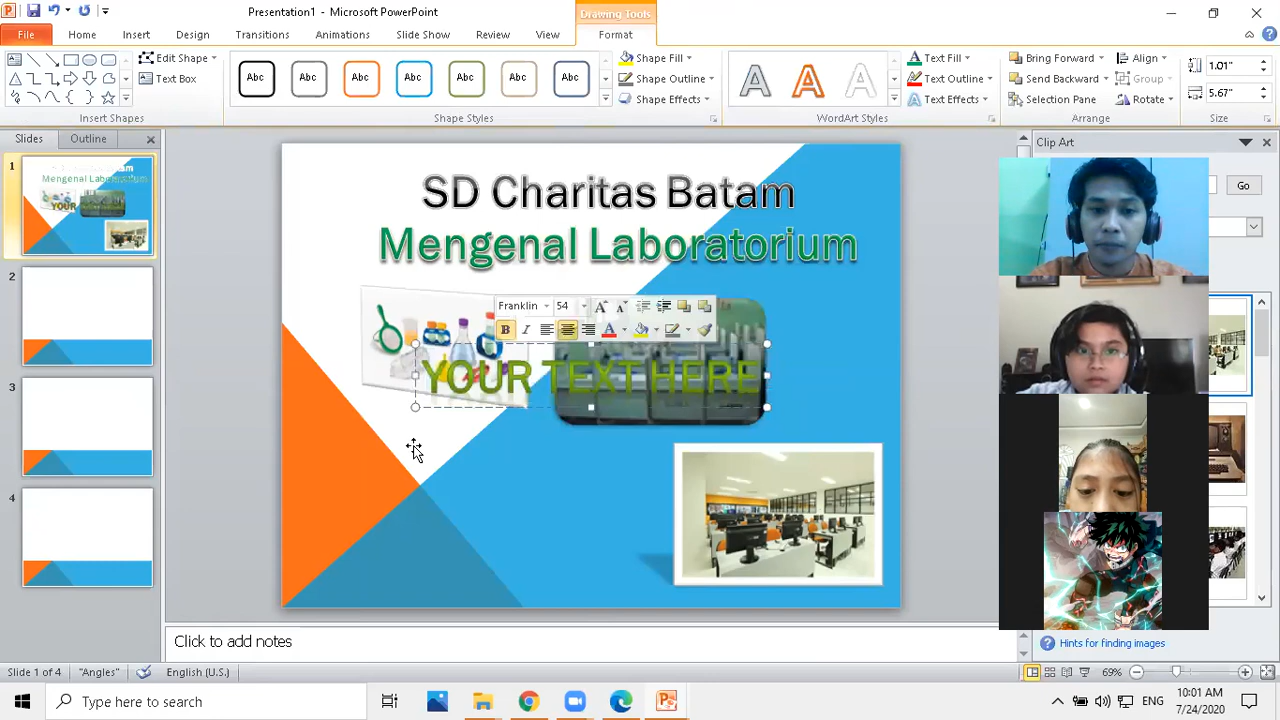 Presentation1 - Microsoft PowerPoint
Drawing Tools
File Home Insert Design Transitions Animations Slide Show Review View Format
Edit Shape
Text Box
Insert Shapes
Abc Abc Abc Abc Abc Abc Abc
Shape Fill
Shape Outline
Shape Effects
Shape Styles
A A A
Text Fill
Text Outline
Text Effects
WordArt Styles
Bring Forward
Send Backward
Selection Pane
Align
Group
Rotate
Arrange
1.01"
5.67"
Size
Slides Outline
Clip Art
Go
1
SD Charitas Batam
Mengenal Laboratorium
Franklin 54
B I A
YOUR TEXT HERE
2
3
4
Click to add notes
Hints for finding images
Slide 1 of 4 "Angles" English (U.S.) 69%
Type here to search
ENG
10:01 AM
7/24/2020